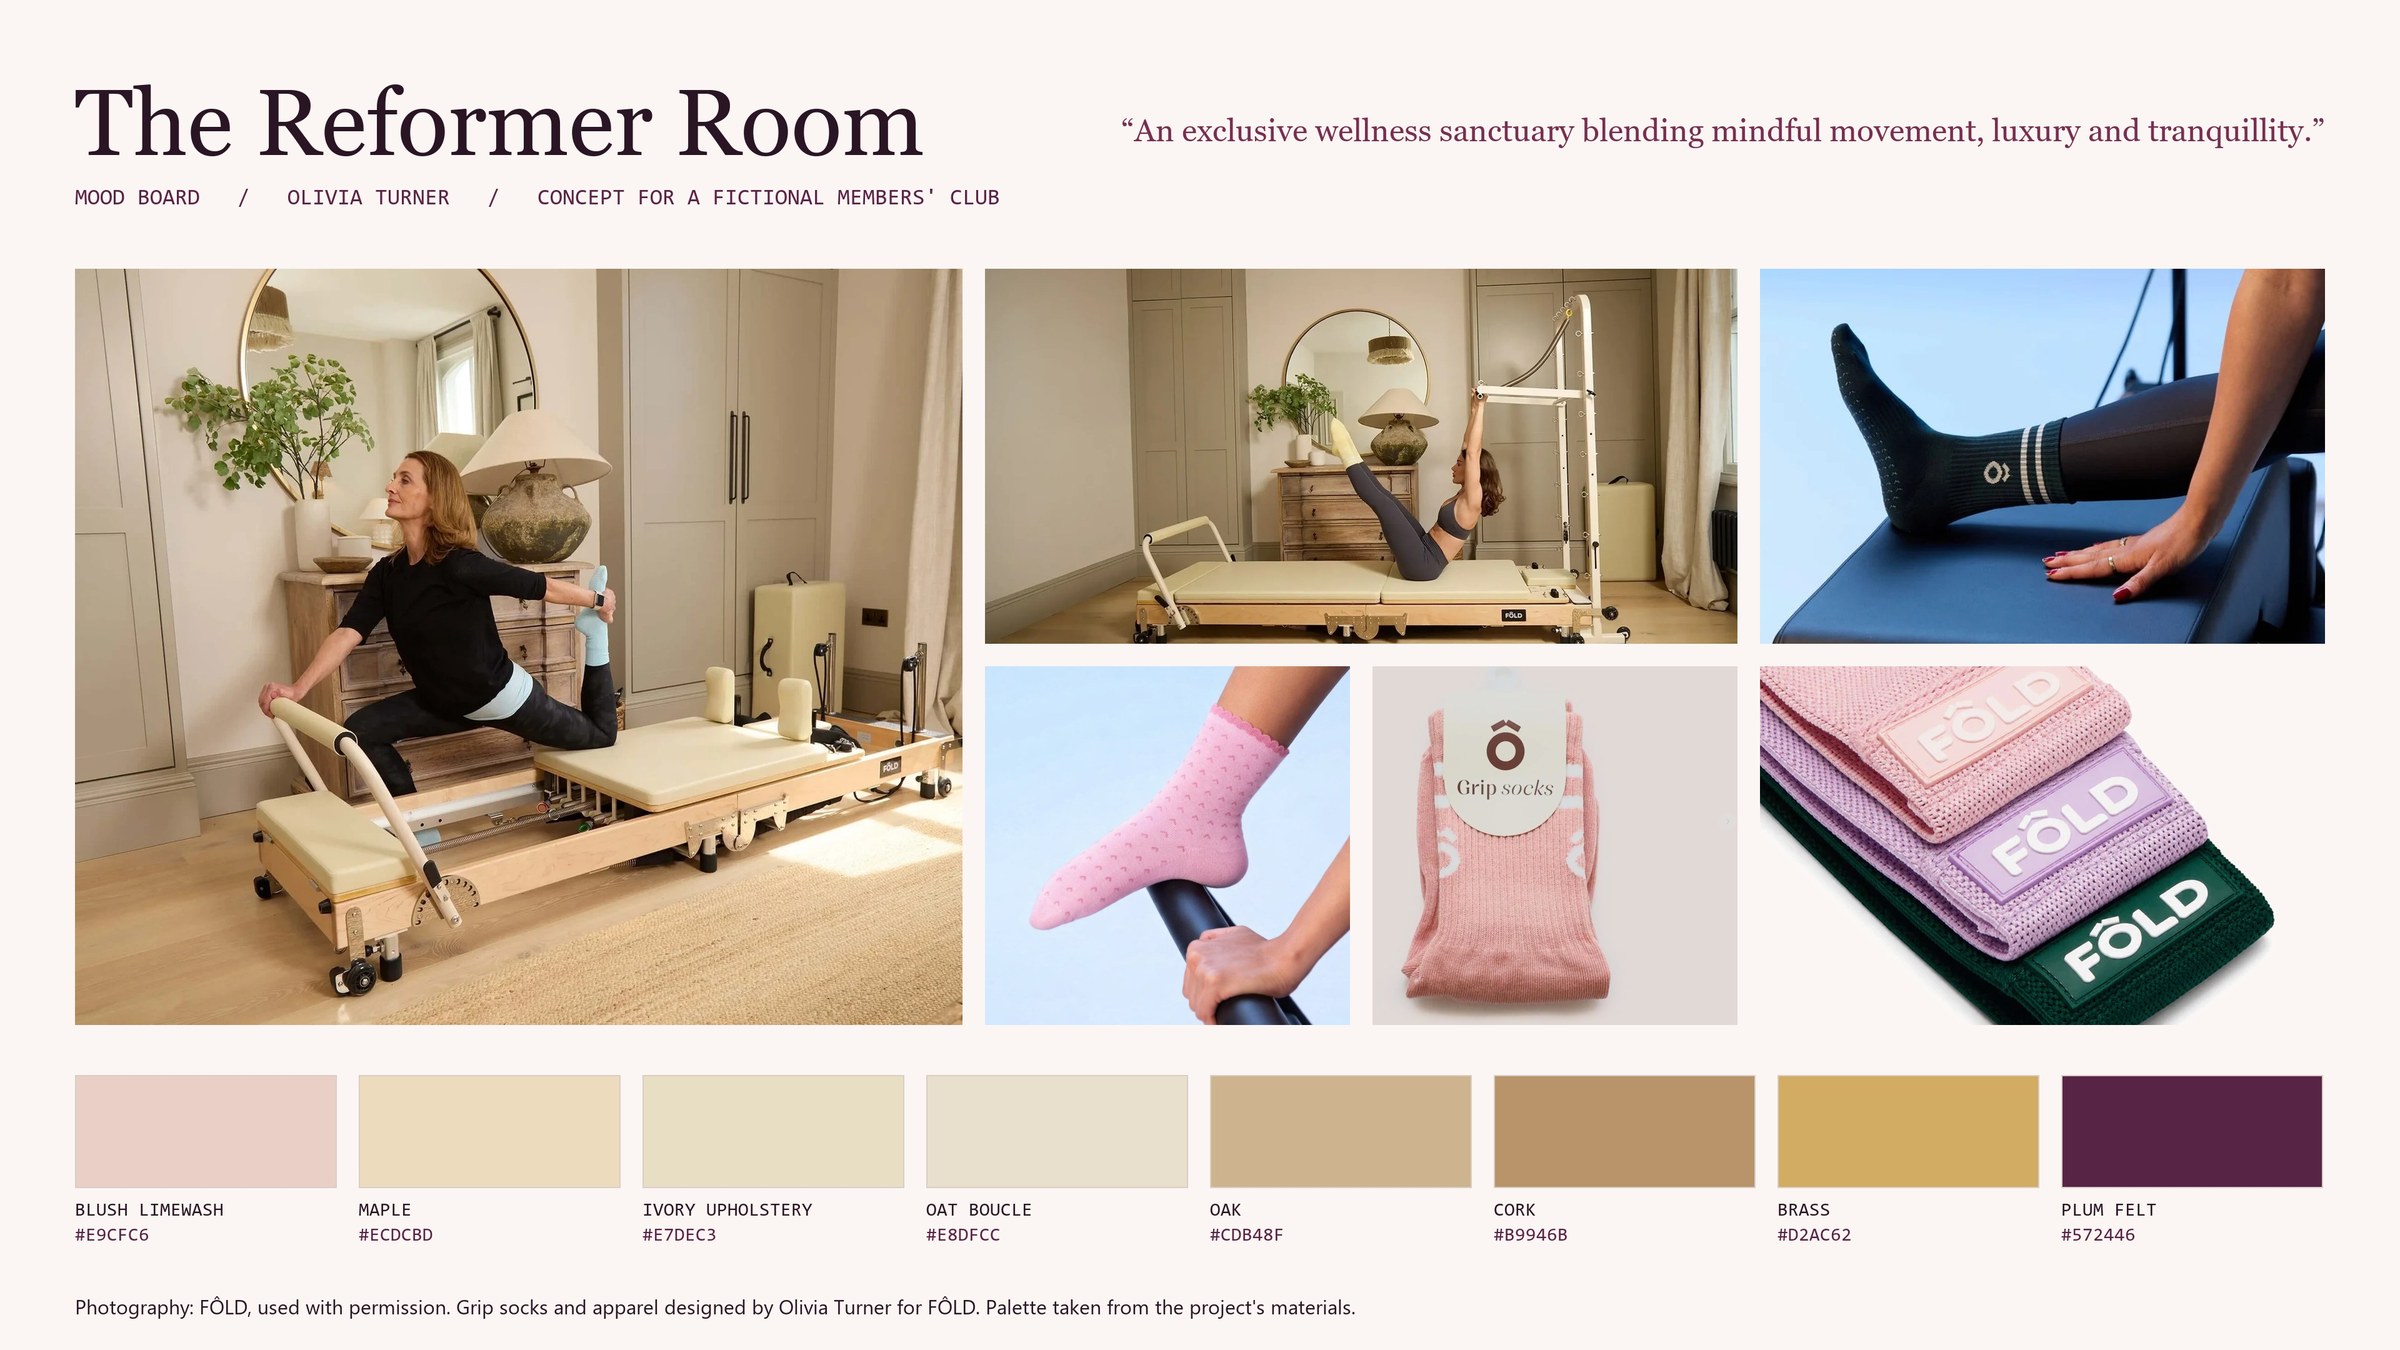 The Reformer Room
“An exclusive wellness sanctuary blending mindful movement, luxury and tranquillity.”
MOOD BOARD / OLIVIA TURNER / CONCEPT FOR A FICTIONAL MEMBERS' CLUB
FÔLD
FÔLD
Ô
Ô
Grip socks
FÔLD
FÔLD
FÔLD
BLUSH LIMEWASH
#E9CFC6
MAPLE
#ECDCBD
IVORY UPHOLSTERY
#E7DEC3
OAT BOUCLE
#E8DFCC
OAK
#CDB48F
CORK
#B9946B
BRASS
#D2AC62
PLUM FELT
#572446
Photography: FÔLD, used with permission. Grip socks and apparel designed by Olivia Turner for FÔLD. Palette taken from the project's materials.